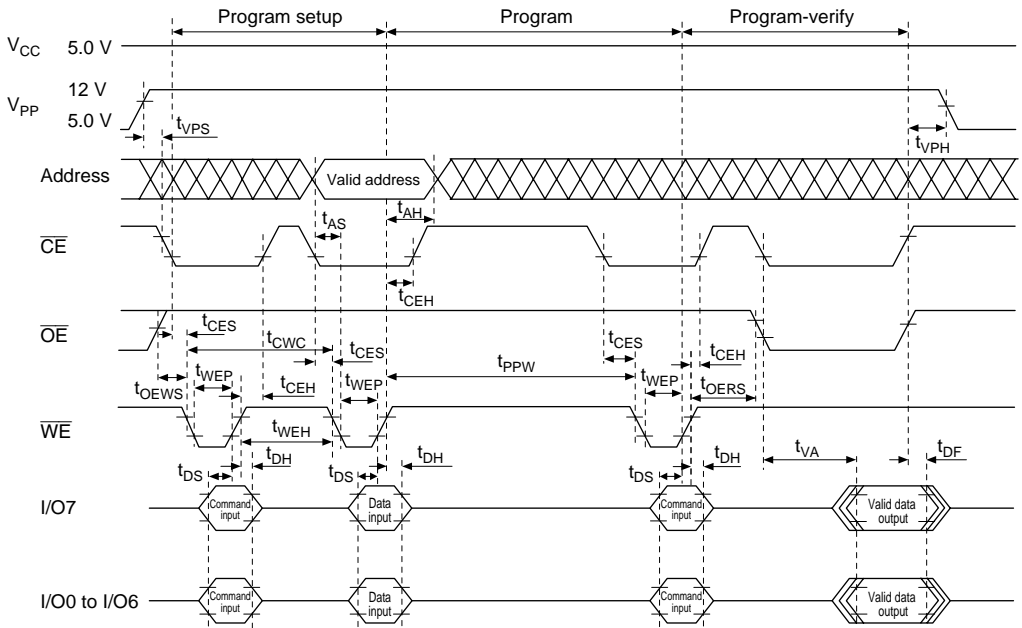 Program setup Program Program-verify
VCC 5.0 V
12 V
VPP
5.0 V
tVPS
tVPH
Address Valid address
tAH
tAS
CE
tCEH
OE
tCES
tCWC
tCES
tCES
tCEH
tPPW
tWEP
tOEWS
tCEH
tWEP
tWEP
tOERS
WE
tWEH
tDS
tDH
tDS
tDH
tDS
tDH
tVA
tDF
I/O7
Command input
Data input
Command input
Valid data output
I/O0 to I/O6
Command input
Data input
Command input
Valid data output